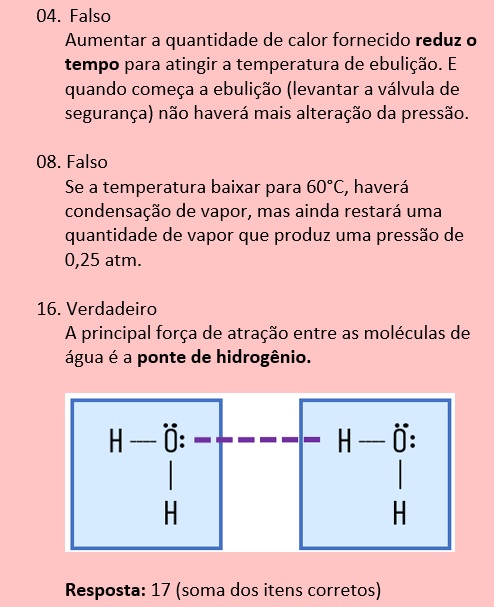 04. Falso
Aumentar a quantidade de calor fornecido reduz o
tempo para atingir a temperatura de ebulição. E
quando começa a ebulição (levantar a válvula de
segurança) não haverá mais alteração da pressão.
08. Falso
Se a temperatura baixar para 60°C, haverá
condensação de vapor, mas ainda restará uma
quantidade de vapor que produz uma pressão de
0,25 atm.
16. Verdadeiro
A principal força de atração entre as moléculas de
água é a ponte de hidrogênio.
H — Ö: H — Ö:
H H
Resposta: 17 (soma dos itens corretos)